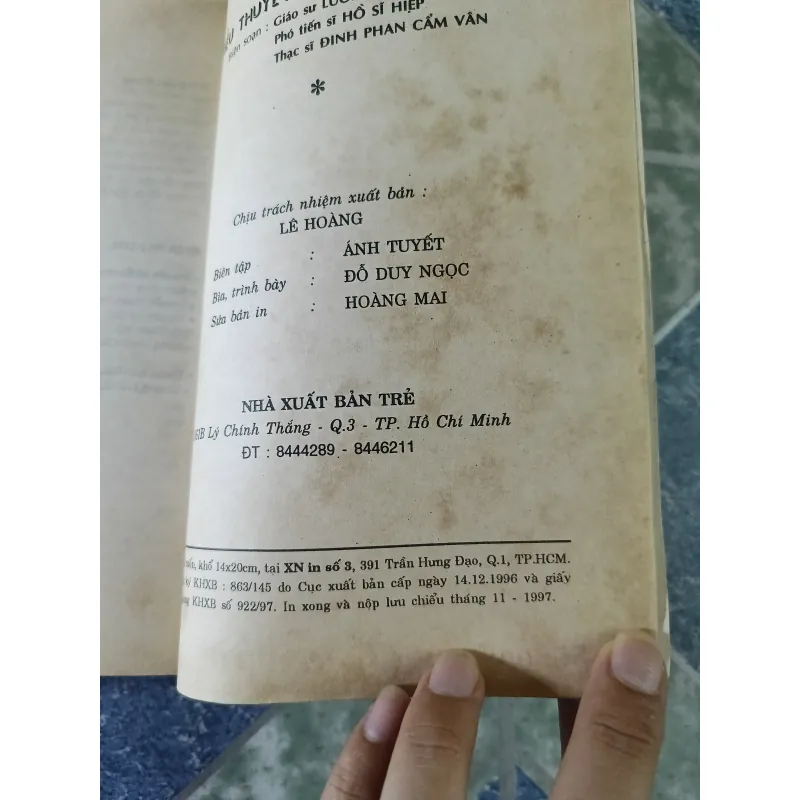 THUYẾT
soạn : Giáo sư
Phó tiến sĩ HỒ SĨ HIỆP
Thạc sĩ ĐINH PHAN CẨM VÂN
*
Chịu trách nhiệm xuất bản :
LÊ HOÀNG
Biên tập : ÁNH TUYẾT
Bìa, trình bày : ĐỖ DUY NGỌC
Sửa bản in : HOÀNG MAI
NHÀ XUẤT BẢN TRẺ
Lý Chính Thắng - Q.3 - TP. Hồ Chí Minh
ĐT : 8444289 - 8446211
khổ 14x20cm, tại XN in số 3, 391 Trần Hưng Đạo, Q.1, TP.HCM.
KHXB : 863/145 do Cục xuất bản cấp ngày 14.12.1996 và giấy
KHXB số 922/97. In xong và nộp lưu chiểu tháng 11 - 1997.